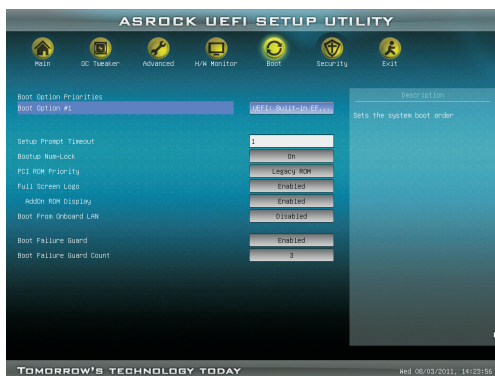 ASROCK UEFI SETUP UTILITY
Main OC Tweaker Advanced H/W Monitor Boot Security Exit
Description
Sets the system boot order
Boot Option Priorities
Boot Option #1 UEFI: Built-in EF...
Setup Prompt Timeout 1
Bootup Num-Lock On
PCI ROM Priority Legacy ROM
Full Screen Logo Enabled
AddOn ROM Display Enabled
Boot From Onboard LAN Disabled
Boot Failure Guard Enabled
Boot Failure Guard Count 3
TOMORROW'S TECHNOLOGY TODAY
Wed 08/03/2011, 14:23:56